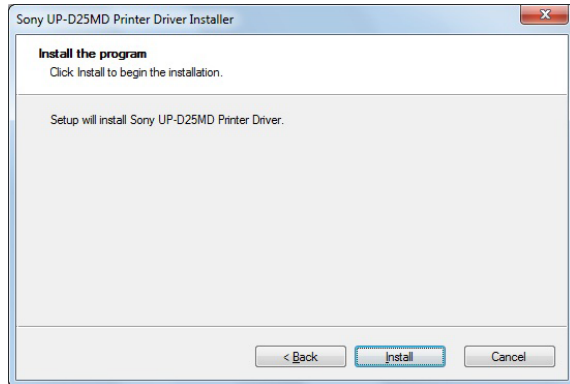 Sony UP-D25MD Printer Driver Installer
Install the program
Click Install to begin the installation.
Setup will install Sony UP-D25MD Printer Driver.
< Back Install Cancel